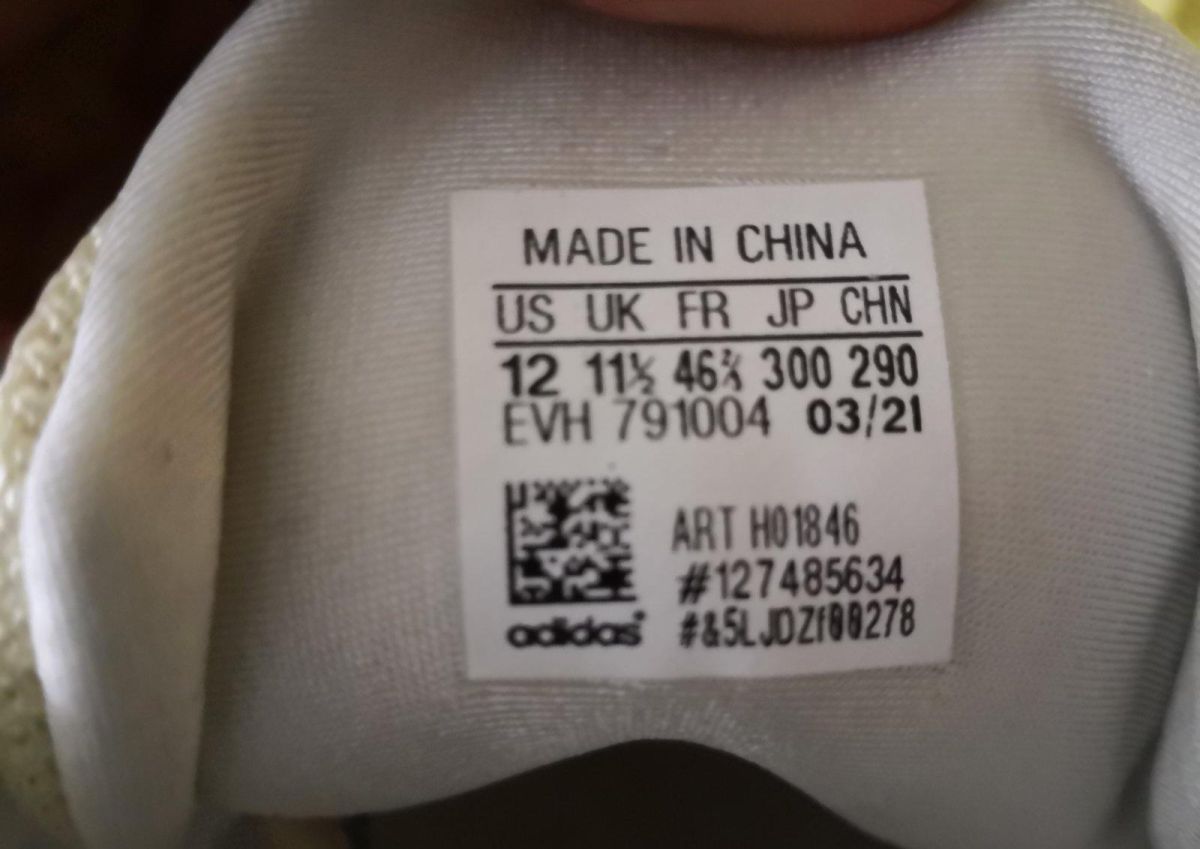 MADE IN CHINA
US UK FR JP CHN
12 11½ 46⅔ 300 290
EVH 791004 03/21
ART H01846
#127485634
#&5LJDZf00278
adidas